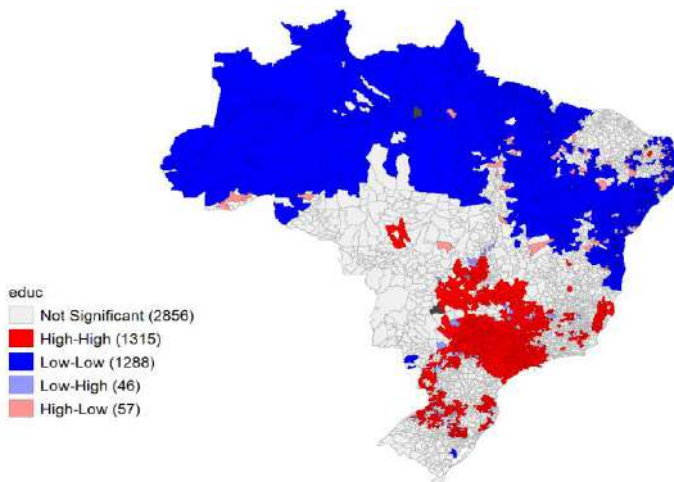 educ
Not Significant (2856)
High-High (1315)
Low-Low (1288)
Low-High (46)
High-Low (57)